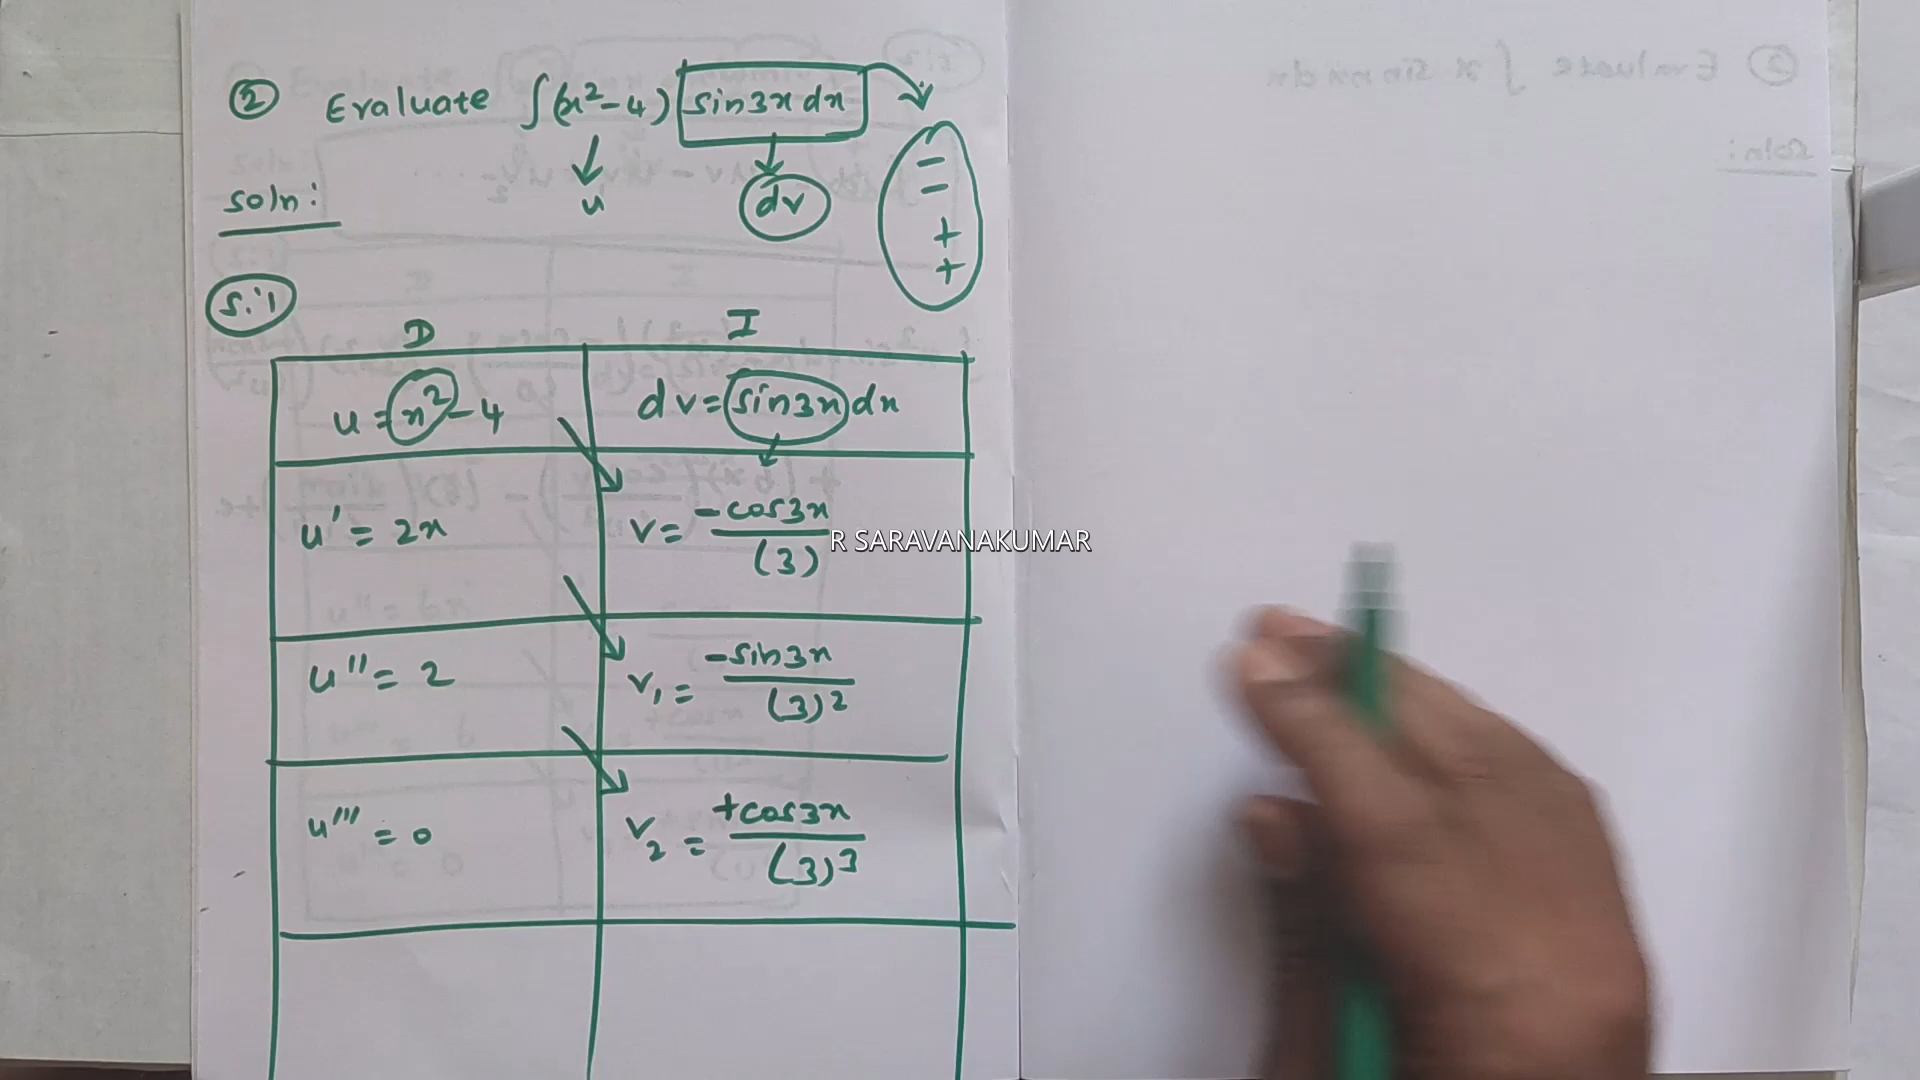 ② Evaluate ∫(x²-4) sin3x dx
u dv
-
-
+
+
Soln:
S:1
D I
u = x²-4 dv = sin3x dx
u' = 2x v = -cos3x/(3)
u'' = 2 v₁ = -sin3x/(3)²
u''' = 0 v₂ = +cos3x/(3)³
R SARAVANAKUMAR